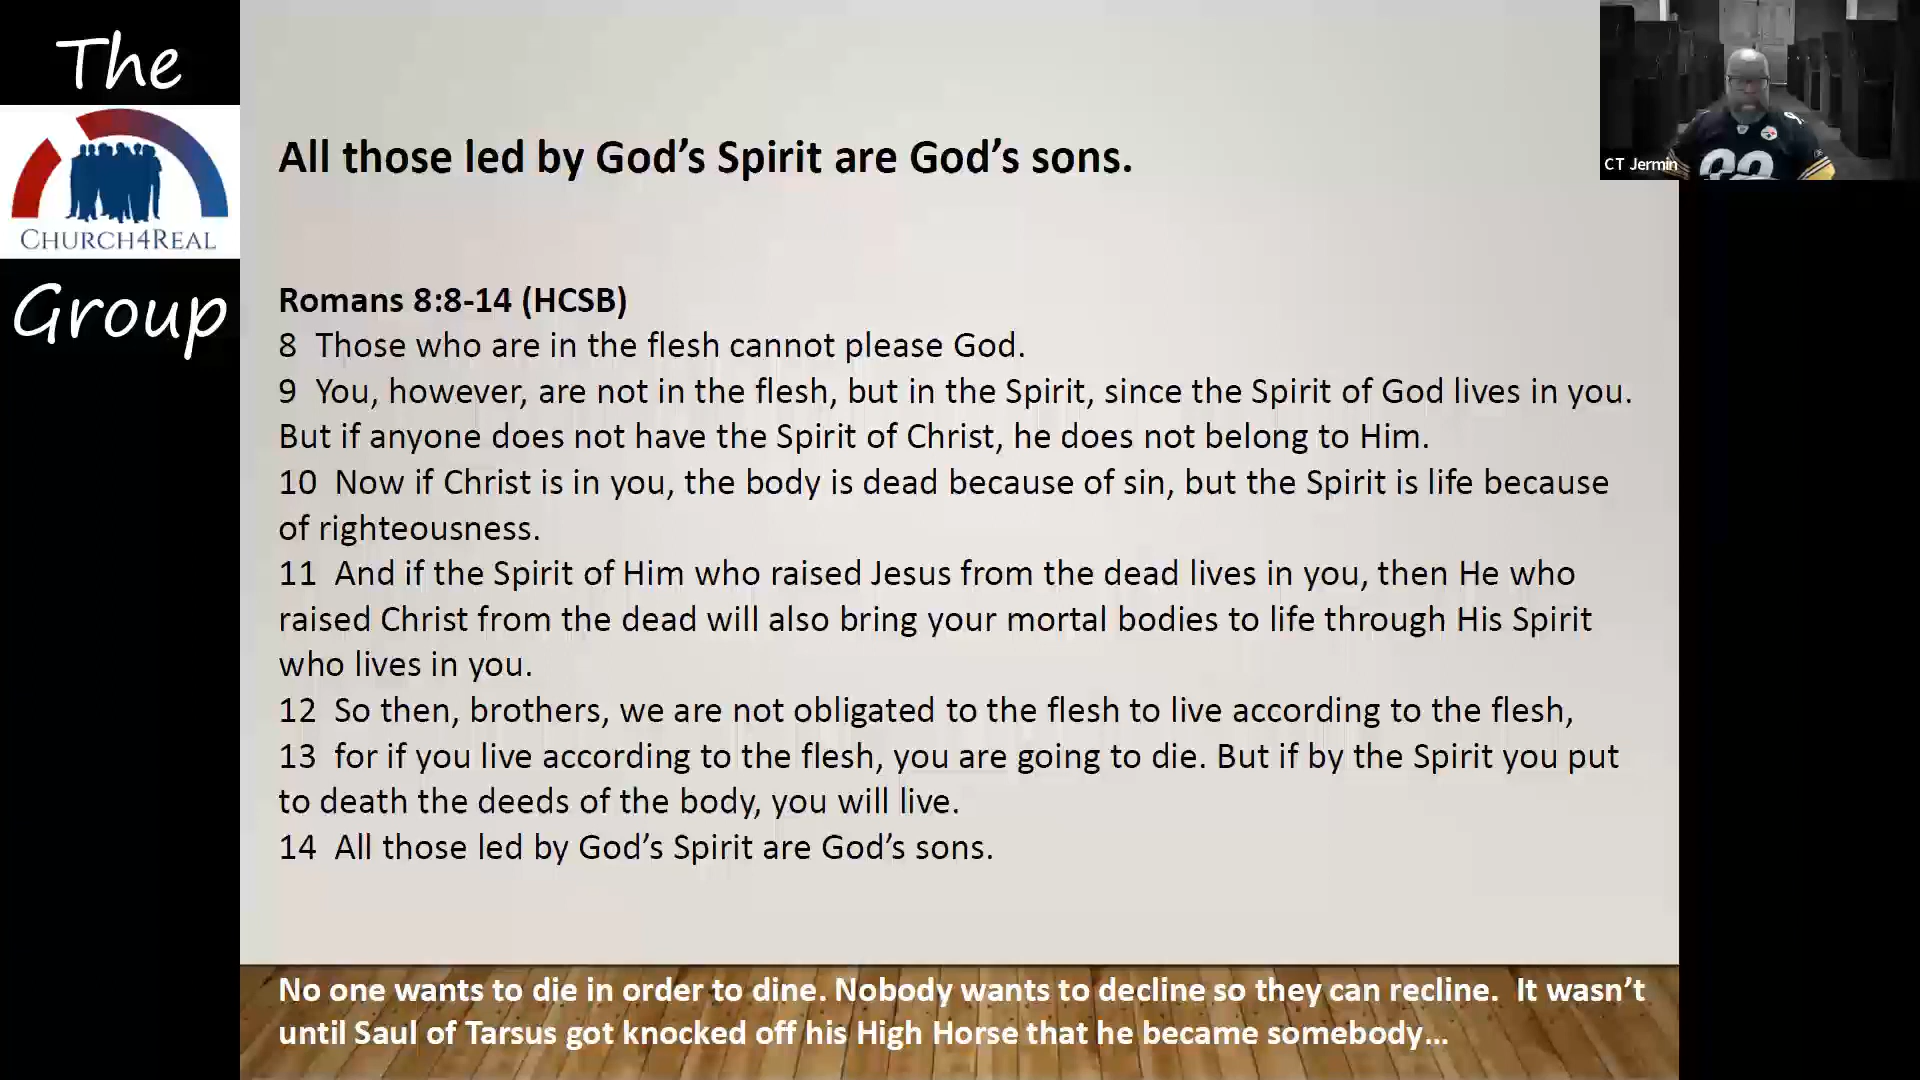 The
CHURCH4REAL
Group
All those led by God’s Spirit are God’s sons.
CT Jermin
Romans 8:8-14 (HCSB)
8 Those who are in the flesh cannot please God.
9 You, however, are not in the flesh, but in the Spirit, since the Spirit of God lives in you.
But if anyone does not have the Spirit of Christ, he does not belong to Him.
10 Now if Christ is in you, the body is dead because of sin, but the Spirit is life because
of righteousness.
11 And if the Spirit of Him who raised Jesus from the dead lives in you, then He who
raised Christ from the dead will also bring your mortal bodies to life through His Spirit
who lives in you.
12 So then, brothers, we are not obligated to the flesh to live according to the flesh,
13 for if you live according to the flesh, you are going to die. But if by the Spirit you put
to death the deeds of the body, you will live.
14 All those led by God’s Spirit are God’s sons.
No one wants to die in order to dine. Nobody wants to decline so they can recline. It wasn’t
until Saul of Tarsus got knocked off his High Horse that he became somebody…